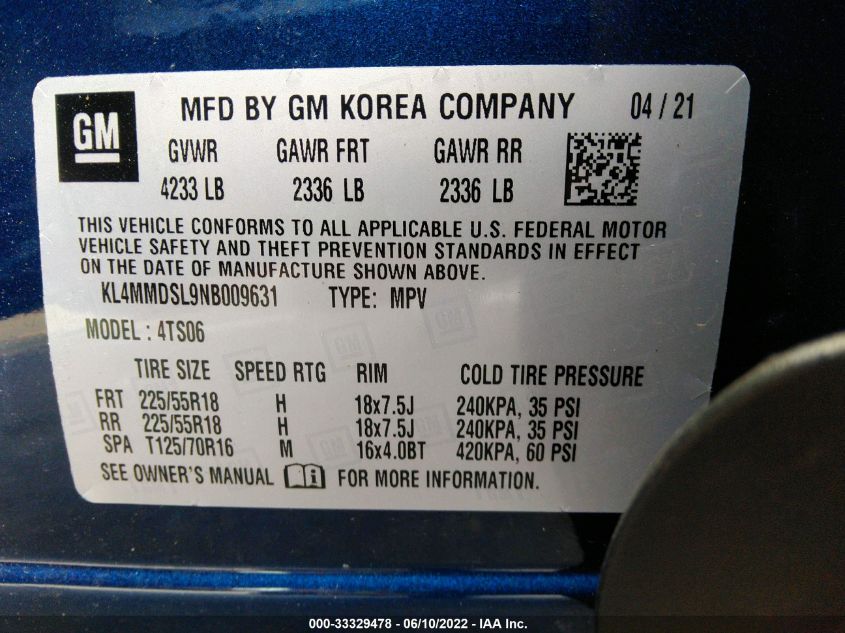 GM
MFD BY GM KOREA COMPANY 04 / 21
GVWR GAWR FRT GAWR RR
4233 LB 2336 LB 2336 LB
THIS VEHICLE CONFORMS TO ALL APPLICABLE U.S. FEDERAL MOTOR
VEHICLE SAFETY AND THEFT PREVENTION STANDARDS IN EFFECT
ON THE DATE OF MANUFACTURE SHOWN ABOVE.
KL4MMDSL9NB009631 TYPE: MPV
MODEL : 4TS06
TIRE SIZE SPEED RTG RIM COLD TIRE PRESSURE
FRT 225/55R18 H 18x7.5J 240KPA, 35 PSI
RR 225/55R18 H 18x7.5J 240KPA, 35 PSI
SPA T125/70R16 M 16x4.0BT 420KPA, 60 PSI
SEE OWNER'S MANUAL i FOR MORE INFORMATION.
000-33329478 - 06/10/2022 - IAA Inc.